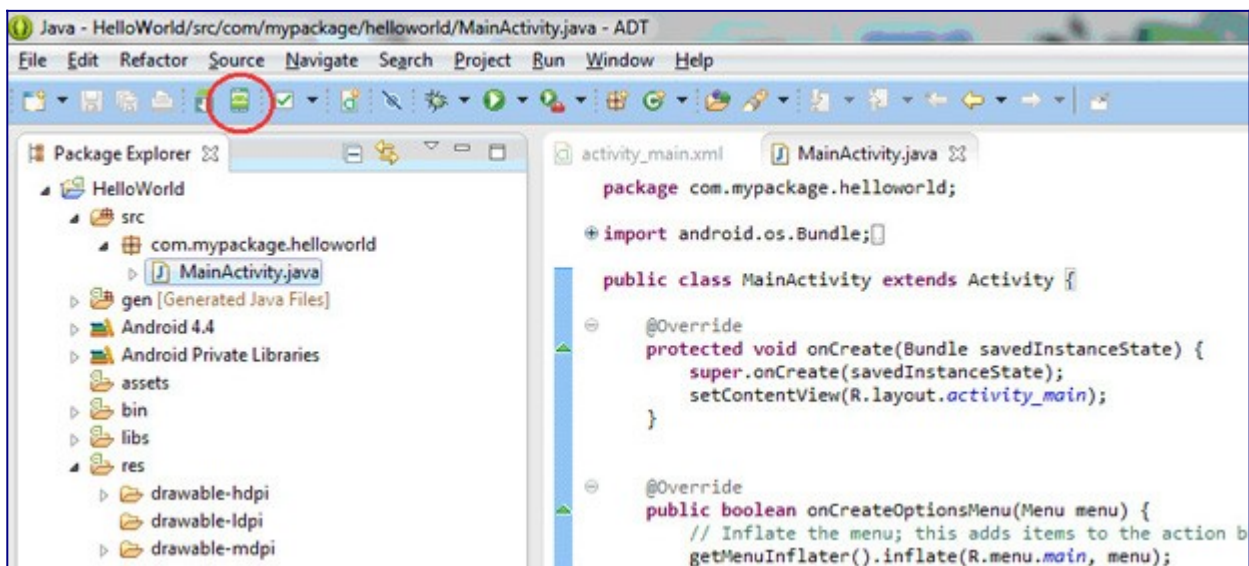 Java - HelloWorld/src/com/mypackage/helloworld/MainActivity.java - ADT
File Edit Refactor Source Navigate Search Project Run Window Help
Package Explorer
HelloWorld
src
com.mypackage.helloworld
MainActivity.java
gen [Generated Java Files]
Android 4.4
Android Private Libraries
assets
bin
libs
res
drawable-hdpi
drawable-ldpi
drawable-mdpi
activity_main.xml MainActivity.java
package com.mypackage.helloworld;
import android.os.Bundle;
public class MainActivity extends Activity {
@Override
protected void onCreate(Bundle savedInstanceState) {
super.onCreate(savedInstanceState);
setContentView(R.layout.activity_main);
}
@Override
public boolean onCreateOptionsMenu(Menu menu) {
// Inflate the menu; this adds items to the action b
getMenuInflater().inflate(R.menu.main, menu);